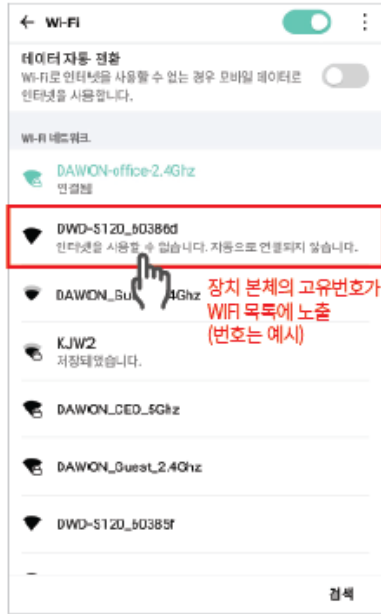 Wi-Fi
데이터 자동 전환
Wi-Fi로 인터넷을 사용할 수 없는 경우 모바일 데이터로
인터넷을 사용합니다.
Wi-Fi 네트워크
DAWON-office-2.4Ghz
연결됨
DWD-S120_b0386d
인터넷을 사용할 수 없습니다. 자동으로 연결되지 않습니다.
DAWON_Gu 4Ghz
장치 본체의 고유번호가
WIFI 목록에 노출
(번호는 예시)
KJW2
저장되었습니다.
DAWON_CEO_5Ghz
DAWON_Guest_2.4Ghz
DWD-S120_b0385f
검색